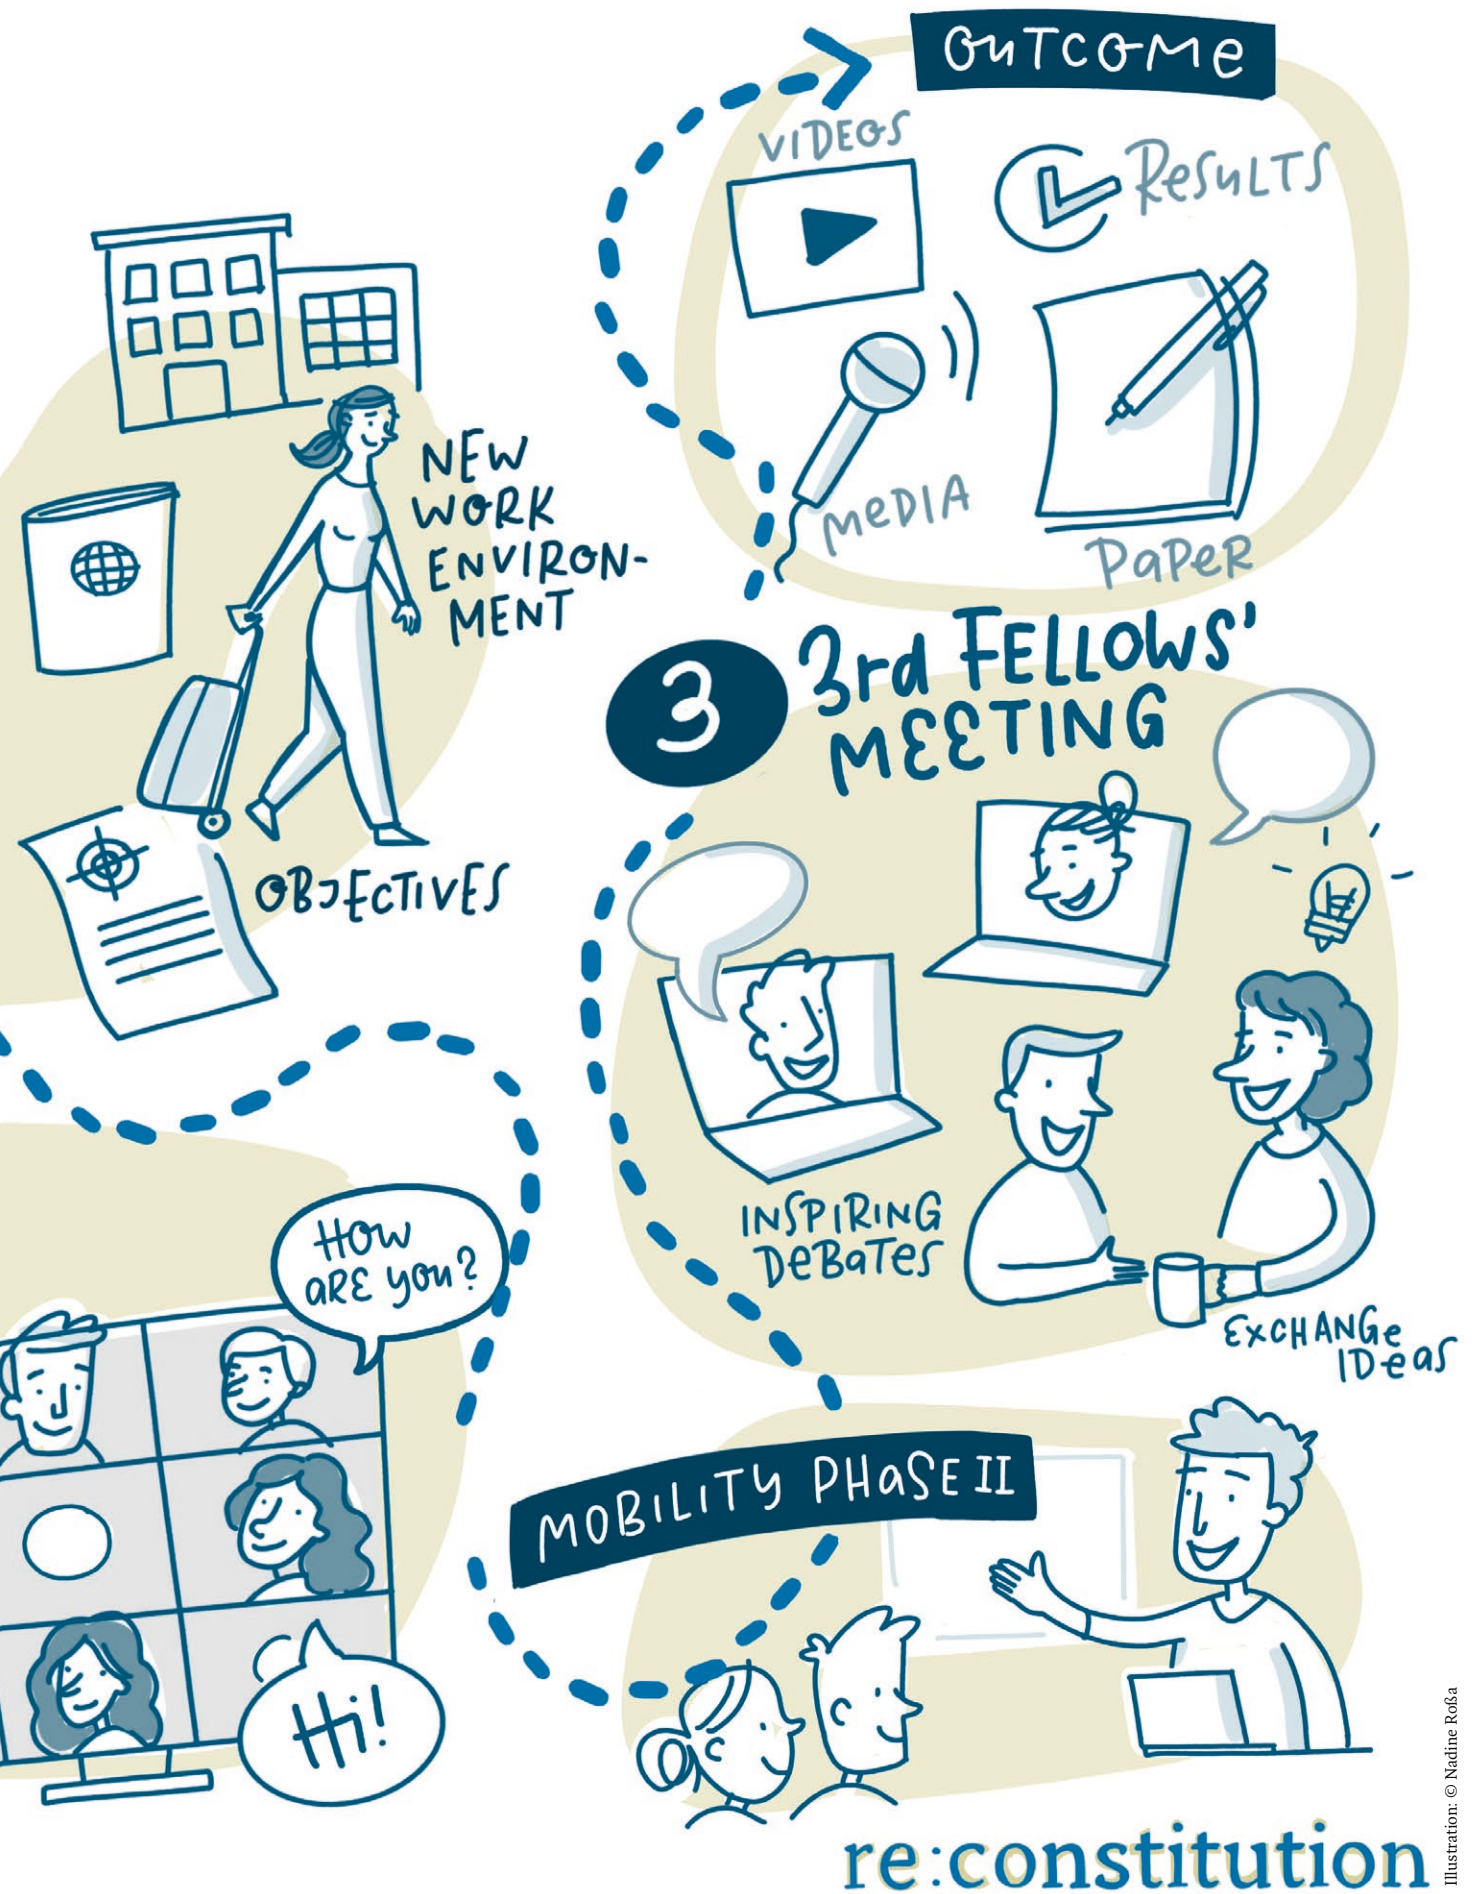 OUTCOME
VIDEOS
RESULTS
MEDIA
PAPER
NEW
WORK
ENVIRON-
MENT
OBJECTIVES
3
3rd FELLOWS'
MEETING
INSPIRING
DEBATES
EXCHANGE
IDEAS
HOW
ARE YOU?
Hi!
MOBILITY PHASE II
re:constitution
Illustration: © Nadine Roßa